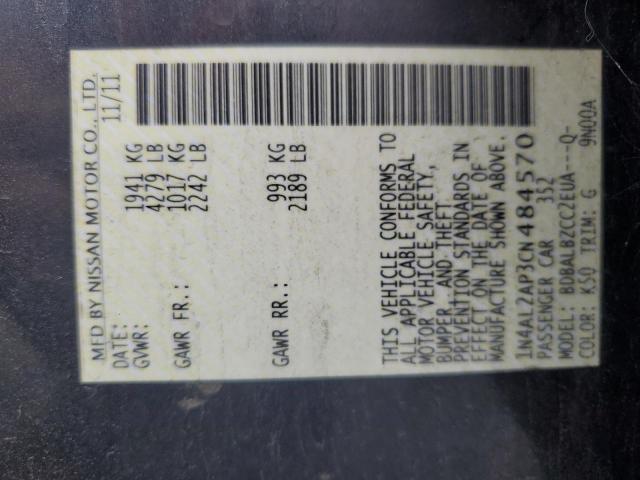 MFD BY NISSAN MOTOR CO., LTD.
DATE: 11/11
GVWR: 1941 KG
4279 LB
GAWR FR.: 1017 KG
2242 LB
GAWR RR.: 993 KG
2189 LB
THIS VEHICLE CONFORMS TO
ALL APPLICABLE FEDERAL
MOTOR VEHICLE SAFETY,
BUMPER, AND THEFT
PREVENTION STANDARDS IN
EFFECT ON THE DATE OF
MANUFACTURE SHOWN ABOVE.
1N4AL2AP3CN484570
PASSENGER CAR 352
MODEL: BDBALBZCC2EUA---Q-
COLOR: K50 TRIM: G 9N00A